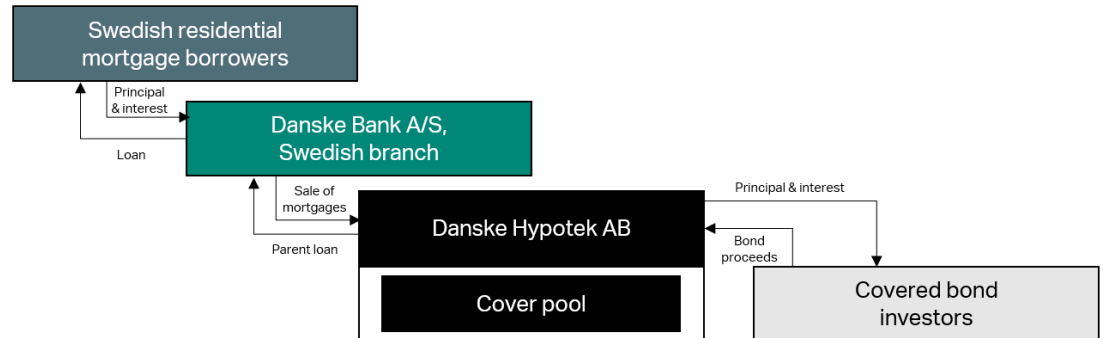 Swedish residential
mortgage borrowers
Principal
& interest
Loan
Danske Bank A/S,
Swedish branch
Sale of
mortgages
Parent loan
Danske Hypotek AB
Cover pool
Principal & interest
Bond
proceeds
Covered bond
investors